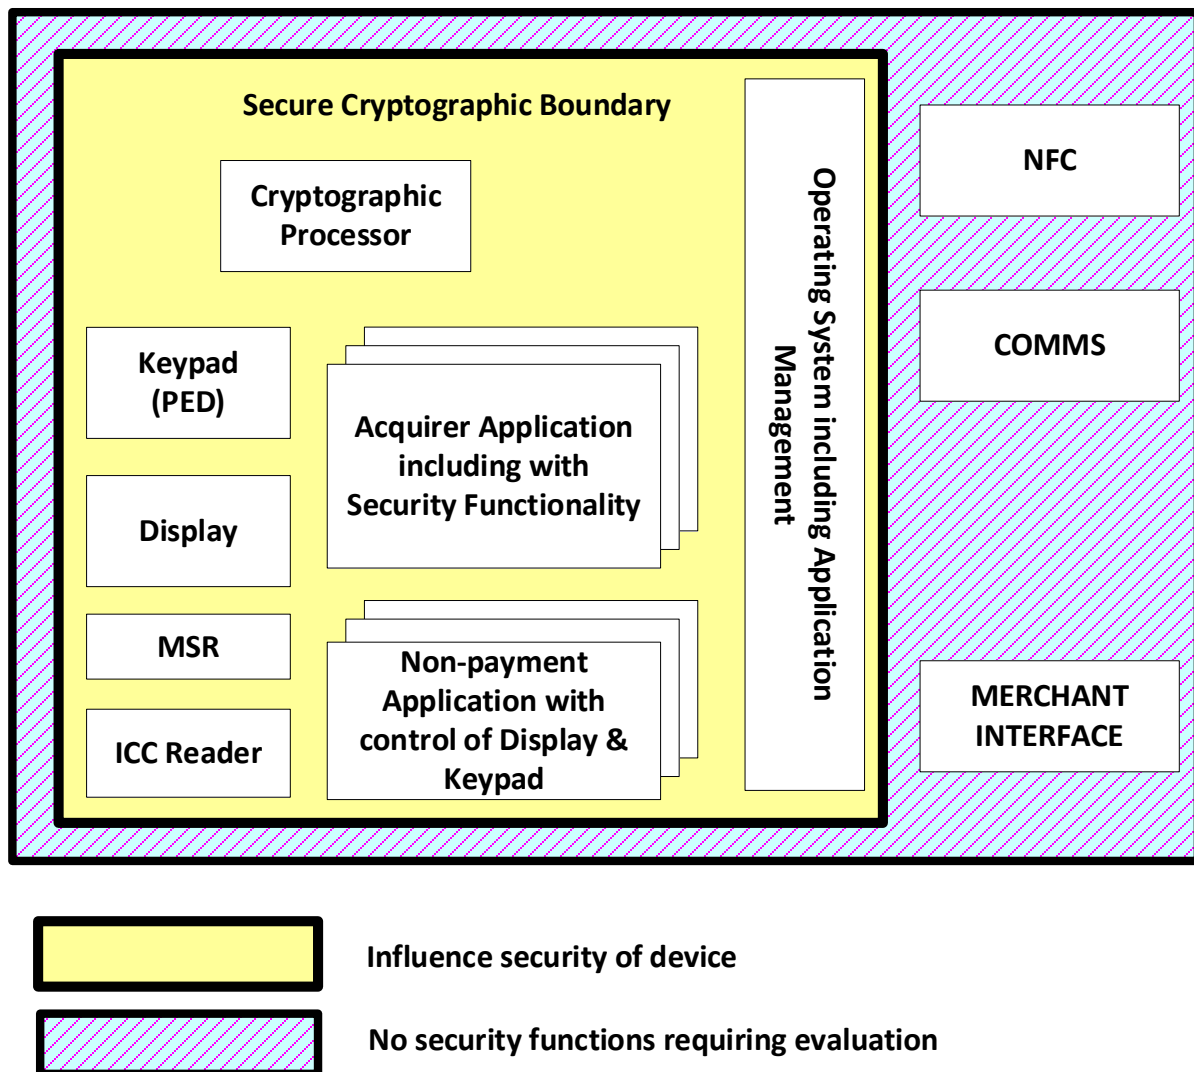 Secure Cryptographic Boundary
Cryptographic
Processor
Keypad
(PED)
Display
MSR
ICC Reader
Acquirer Application
including with
Security Functionality
Non-payment
Application with
control of Display &
Keypad
Operating System including Application
Management
NFC
COMMS
MERCHANT
INTERFACE
Influence security of device
No security functions requiring evaluation